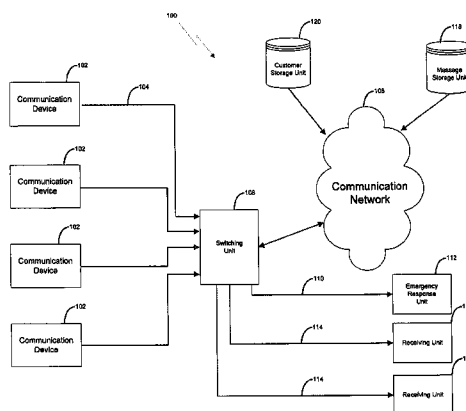 100
120
118
Customer
Storage Unit
Message
Storage Unit
102
104
Communication
Device
106
102
Communication
Device
Communication
Network
108
102
Switching
Unit
Communication
Device
110
112
Emergency
Response
Unit
102
114
Communication
Device
Receiving Unit
114
Receiving Unit